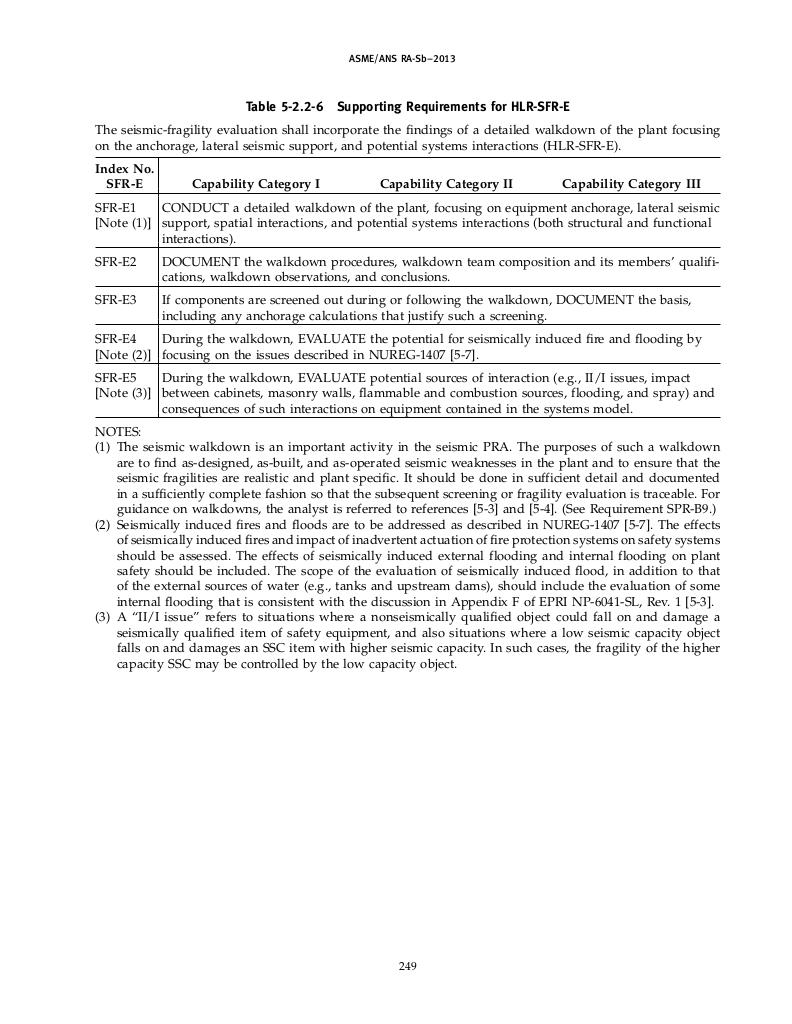 ASME/ANS RA-Sb–2013
Table 5-2.2-6 Supporting Requirements for HLR-SFR-E
The seismic-fragility evaluation shall incorporate the findings of a detailed walkdown of the plant focusing
on the anchorage, lateral seismic support, and potential systems interactions (HLR-SFR-E).
Index No.
SFR-E Capability Category I Capability Category II Capability Category III
SFR-E1 CONDUCT a detailed walkdown of the plant, focusing on equipment anchorage, lateral seismic
[Note (1)] support, spatial interactions, and potential systems interactions (both structural and functional
interactions).
SFR-E2 DOCUMENT the walkdown procedures, walkdown team composition and its members’ qualifi-
cations, walkdown observations, and conclusions.
SFR-E3 If components are screened out during or following the walkdown, DOCUMENT the basis,
including any anchorage calculations that justify such a screening.
SFR-E4 During the walkdown, EVALUATE the potential for seismically induced fire and flooding by
[Note (2)] focusing on the issues described in NUREG-1407 [5-7].
SFR-E5 During the walkdown, EVALUATE potential sources of interaction (e.g., II/I issues, impact
[Note (3)] between cabinets, masonry walls, flammable and combustion sources, flooding, and spray) and
consequences of such interactions on equipment contained in the systems model.
NOTES:
(1) The seismic walkdown is an important activity in the seismic PRA. The purposes of such a walkdown
are to find as-designed, as-built, and as-operated seismic weaknesses in the plant and to ensure that the
seismic fragilities are realistic and plant specific. It should be done in sufficient detail and documented
in a sufficiently complete fashion so that the subsequent screening or fragility evaluation is traceable. For
guidance on walkdowns, the analyst is referred to references [5-3] and [5-4]. (See Requirement SPR-B9.)
(2) Seismically induced fires and floods are to be addressed as described in NUREG-1407 [5-7]. The effects
of seismically induced fires and impact of inadvertent actuation of fire protection systems on safety systems
should be assessed. The effects of seismically induced external flooding and internal flooding on plant
safety should be included. The scope of the evaluation of seismically induced flood, in addition to that
of the external sources of water (e.g., tanks and upstream dams), should include the evaluation of some
internal flooding that is consistent with the discussion in Appendix F of EPRI NP-6041-SL, Rev. 1 [5-3].
(3) A “II/I issue” refers to situations where a nonseismically qualified object could fall on and damage a
seismically qualified item of safety equipment, and also situations where a low seismic capacity object
falls on and damages an SSC item with higher seismic capacity. In such cases, the fragility of the higher
capacity SSC may be controlled by the low capacity object.
249